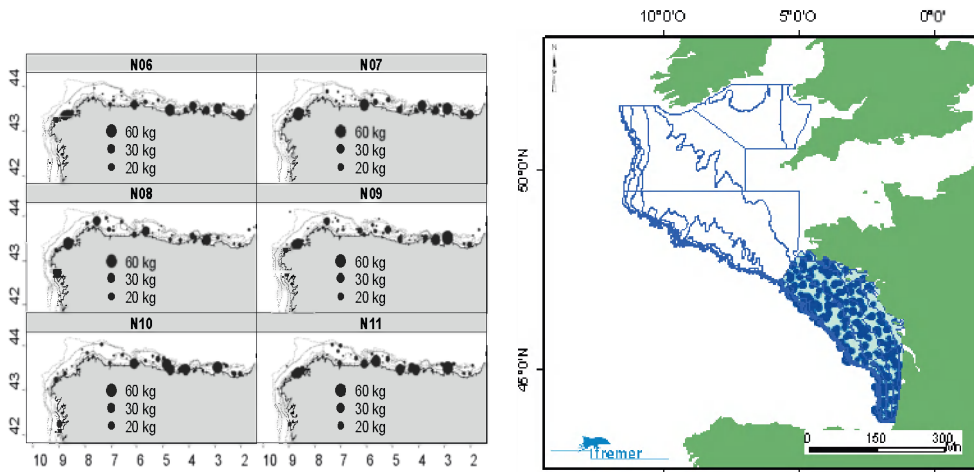 N06 N07
44
43
42
60 kg 60 kg
30 kg 30 kg
20 kg 20 kg
N08 N09
44
43
42
60 kg 60 kg
30 kg 30 kg
20 kg 20 kg
N10 N11
44
43
42
60 kg 60 kg
30 kg 30 kg
20 kg 20 kg
10 9 8 7 6 5 4 3 2 10 9 8 7 6 5 4 3 2
10°0'O 5°0'O 0°0'
N
50°0'N
45°0'N
Ifremer
0 150 300